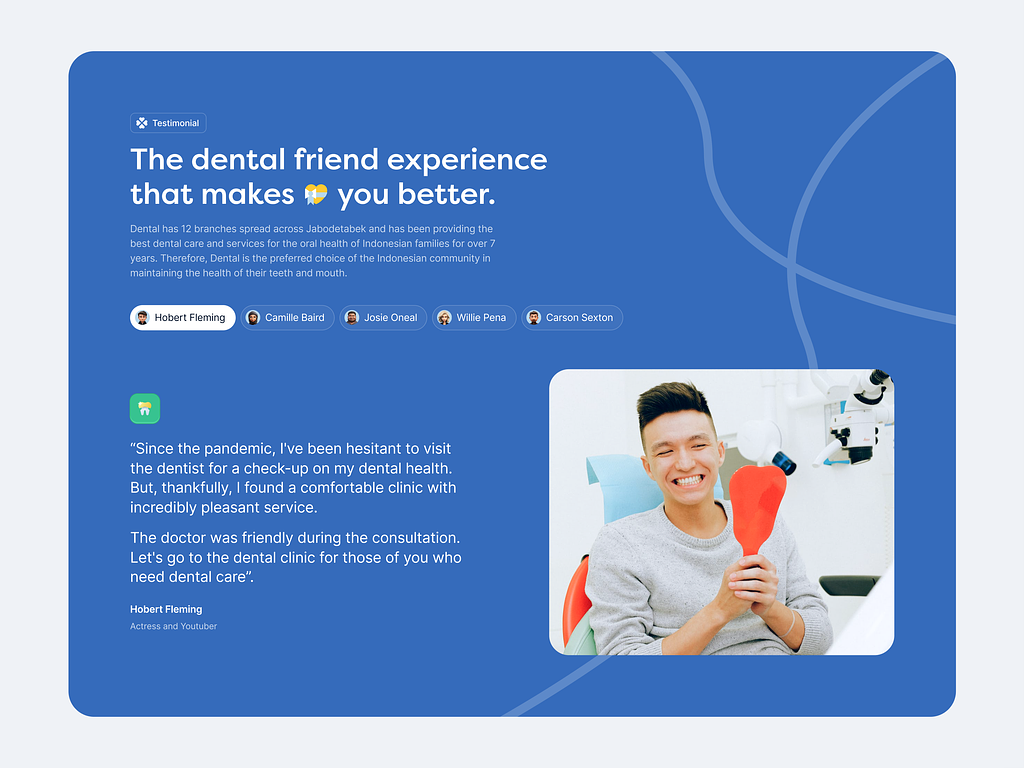 Testimonial
The dental friend experience
that makes you better.
Dental has 12 branches spread across Jabodetabek and has been providing the
best dental care and services for the oral health of Indonesian families for over 7
years. Therefore, Dental is the preferred choice of the Indonesian community in
maintaining the health of their teeth and mouth.
Hobert Fleming
Camille Baird
Josie Oneal
Willie Pena
Carson Sexton
“Since the pandemic, I've been hesitant to visit
the dentist for a check-up on my dental health.
But, thankfully, I found a comfortable clinic with
incredibly pleasant service.
The doctor was friendly during the consultation.
Let's go to the dental clinic for those of you who
need dental care”.
Hobert Fleming
Actress and Youtuber